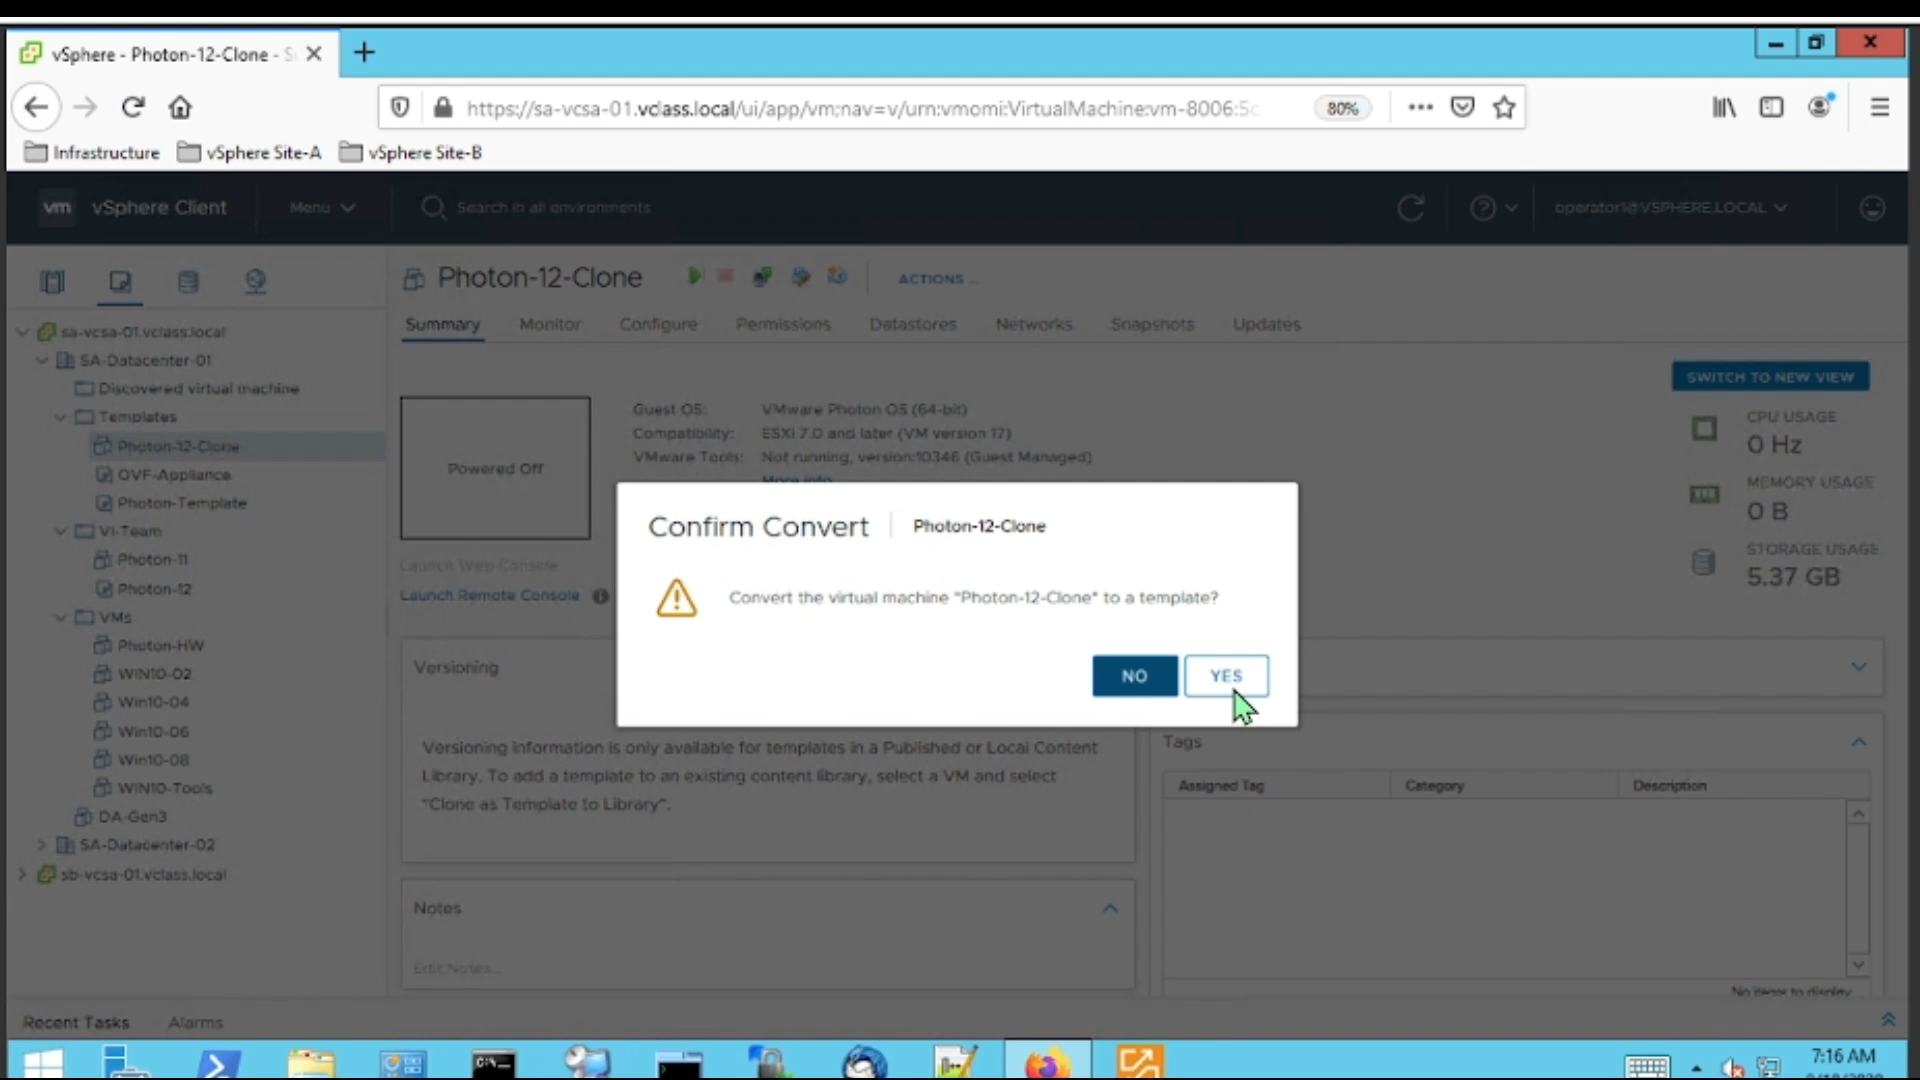 vSphere - Photon-12-Clone - S
https://sa-vcsa-01.vclass.local/ui/app/vm;nav=v/urn:vmomi:VirtualMachine:vm-8006:5c
80%
Infrastructure
vSphere Site-A
vSphere Site-B
vm
vSphere Client
Menu
Search in all environments
operator1@VSPHERE.LOCAL
sa-vcsa-01.vclass.local
SA-Datacenter-01
Discovered virtual machine
Templates
Photon-12-Clone
OVF-Appliance
Photon-Template
VI-Team
Photon-11
Photon-12
VMs
Photon-HW
WIN10-02
Win10-04
Win10-06
Win10-08
WIN10-Tools
DA-Gen3
SA-Datacenter-02
sb-vcsa-01.vclass.local
Photon-12-Clone
ACTIONS
Summary
Monitor
Configure
Permissions
Datastores
Networks
Snapshots
Updates
SWITCH TO NEW VIEW
Powered Off
Guest OS: VMware Photon OS (64-bit)
Compatibility: ESXi 7.0 and later (VM version 17)
VMware Tools: Not running, version:10346 (Guest Managed)
More info
CPU USAGE
0 Hz
MEMORY USAGE
0 B
STORAGE USAGE
5.37 GB
Launch Web Console
Launch Remote Console
Confirm Convert
Photon-12-Clone
Convert the virtual machine "Photon-12-Clone" to a template?
NO
YES
Versioning
Versioning information is only available for templates in a Published or Local Content
Library. To add a template to an existing content library, select a VM and select
"Clone as Template to Library".
Notes
Edit Notes...
Tags
Assigned Tag
Category
Description
No items to display
Recent Tasks
Alarms
7:16 AM